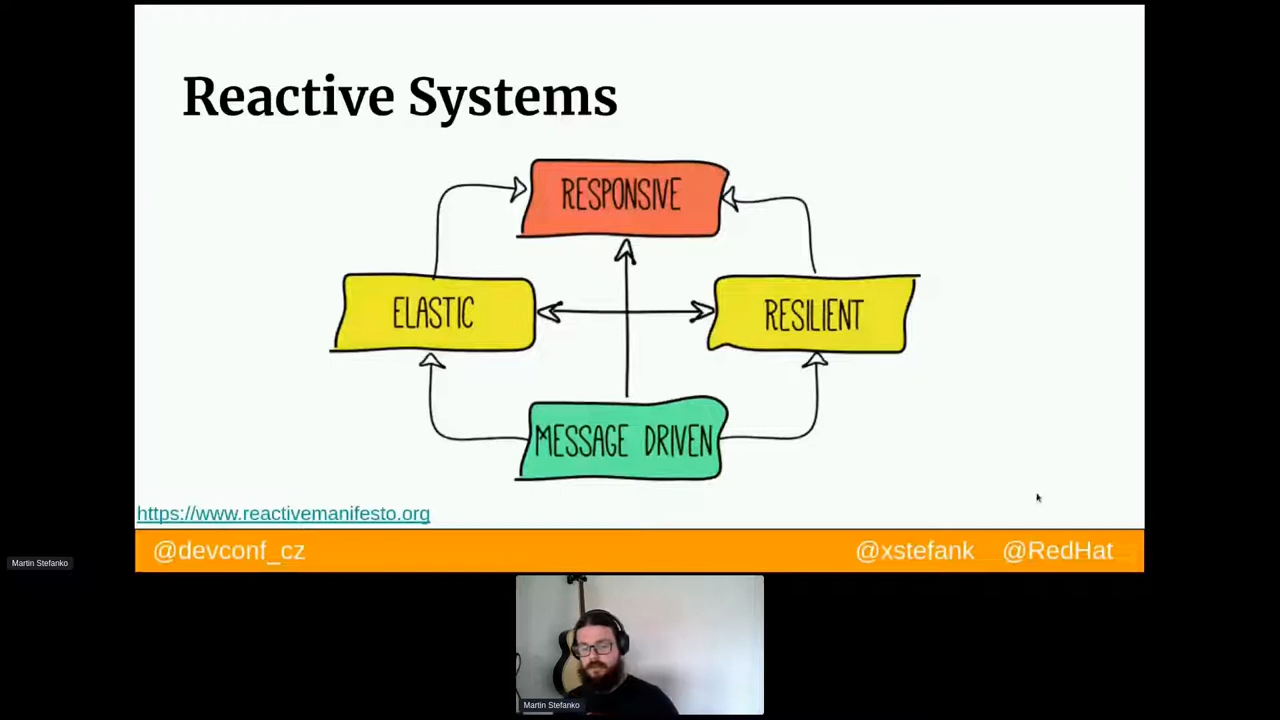 Reactive Systems
RESPONSIVE
ELASTIC
RESILIENT
MESSAGE DRIVEN
https://www.reactivemanifesto.org
@devconf_cz
@xstefank @RedHat
Martin Stefanko
Martin Stefanko